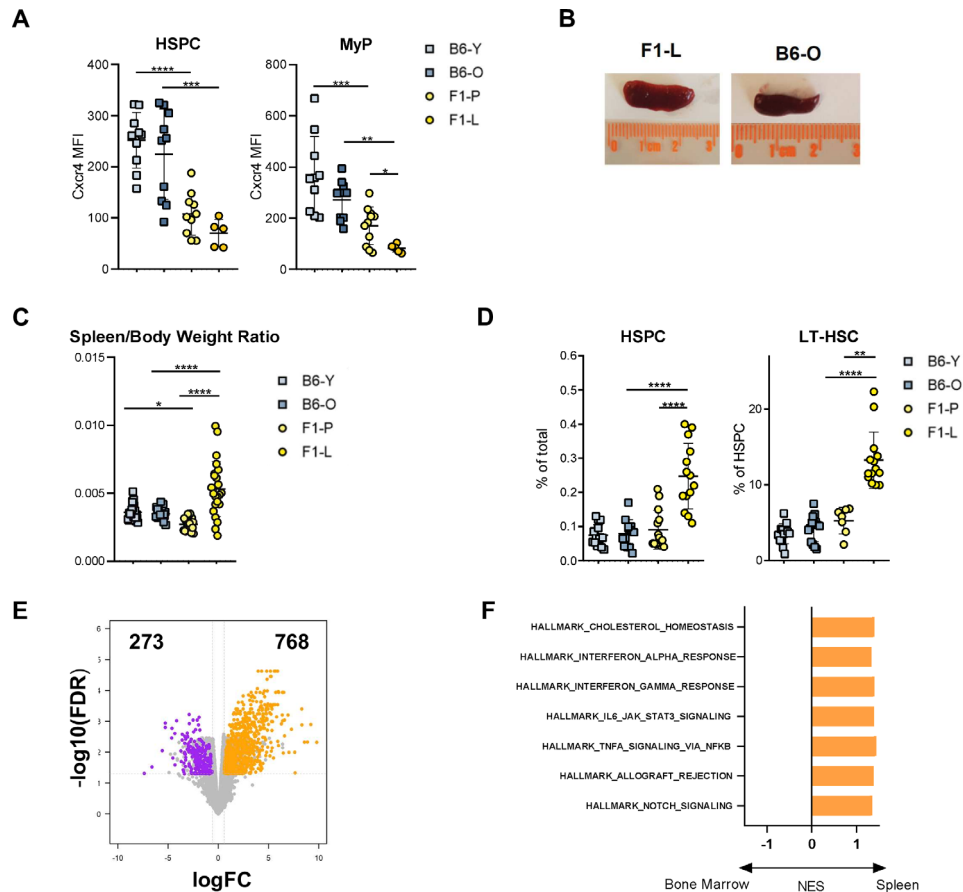 A
HSPC
Cxcr4 MFI
400
300
200
100
0
****
***
MyP
Cxcr4 MFI
800
600
400
200
0
***
**
*
B6-Y
B6-O
F1-P
F1-L
B
F1-L
B6-O
0 1 cm 2 3
0 1 cm 2 3
C
Spleen/Body Weight Ratio
0.015
0.010
0.005
0.000
****
****
*
B6-Y
B6-O
F1-P
F1-L
D
HSPC
% of total
0.6
0.5
0.4
0.3
0.2
0.1
0.0
****
****
LT-HSC
% of HSPC
20
10
0
**
****
B6-Y
B6-O
F1-P
F1-L
E
273
768
-log10(FDR)
6
5
4
3
2
1
0
-10 -5 0 5 10
logFC
F
HALLMARK_CHOLESTEROL_HOMEOSTASIS
HALLMARK_INTERFERON_ALPHA_RESPONSE
HALLMARK_INTERFERON_GAMMA_RESPONSE
HALLMARK_IL6_JAK_STAT3_SIGNALING
HALLMARK_TNFA_SIGNALING_VIA_NFKB
HALLMARK_ALLOGRAFT_REJECTION
HALLMARK_NOTCH_SIGNALING
-1 0 1
Bone Marrow NES Spleen